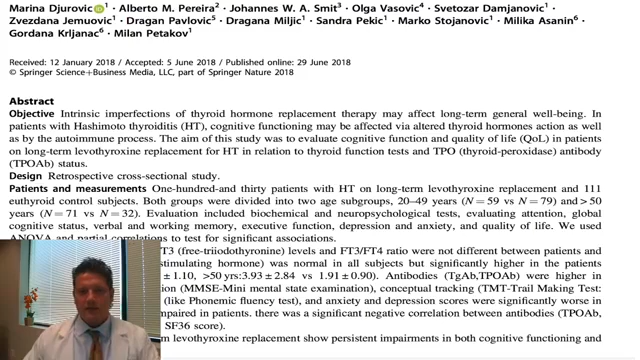 Marina Djurovic 1 · Alberto M. Pereira2 · Johannes W. A. Smit3 · Olga Vasovic4 · Svetozar Damjanovic1 ·
Zvezdana Jemuovic1 · Dragan Pavlovic5 · Dragana Miljic1 · Sandra Pekic1 · Marko Stojanovic1 · Milika Asanin6 ·
Gordana Krljanac6 · Milan Petakov1
Received: 12 January 2018 / Accepted: 5 June 2018 / Published online: 29 June 2018
© Springer Science+Business Media, LLC, part of Springer Nature 2018
Abstract
Objective Intrinsic imperfections of thyroid hormone replacement therapy may affect long-term general well-being. In
patients with Hashimoto thyroiditis (HT), cognitive functioning may be affected via altered thyroid hormones action as well
as by the autoimmune process. The aim of this study was to evaluate cognitive function and quality of life (QoL) in patients
on long-term levothyroxine replacement for HT in relation to thyroid function tests and TPO (thyroid-peroxidase) antibody
(TPOAb) status.
Design Retrospective cross-sectional study.
Patients and measurements One-hundred-and thirty patients with HT on long-term levothyroxine replacement and 111
euthyroid control subjects. Both groups were divided into two age subgroups, 20–49 years (N = 59 vs N = 79) and > 50
years (N = 71 vs N = 32). Evaluation included biochemical and neuropsychological tests, evaluating attention, global
cognitive status, verbal and working memory, executive function, depression and anxiety, and quality of life. We used
ANOVA and partial correlations to test for significant associations.
T3 (free-triiodothyronine) levels and FT3/FT4 ratio were not different between patients and
stimulating hormone) was normal in all subjects but significantly higher in the patients
± 1.10, >50 yrs:3.93 ± 2.84 vs 1.91 ± 0.90). Antibodies (TgAb,TPOAb) were higher in
ion (MMSE-Mini mental state examination), conceptual tracking (TMT-Trail Making Test:
(like Phonemic fluency test), and anxiety and depression scores were significantly worse in
mpaired in patients. there was a significant negative correlation between antibodies (TPOAb,
SF36 score).
m levothyroxine replacement show persistent impairments in both cognitive functioning and